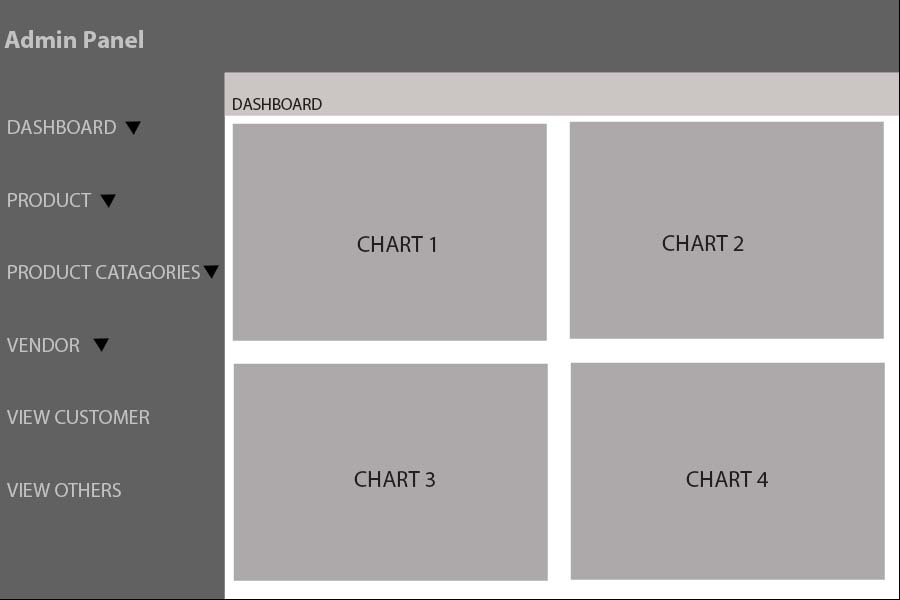 Admin Panel
DASHBOARD
PRODUCT
PRODUCT CATAGORIES
VENDOR
VIEW CUSTOMER
VIEW OTHERS
DASHBOARD
CHART 1
CHART 2
CHART 3
CHART 4